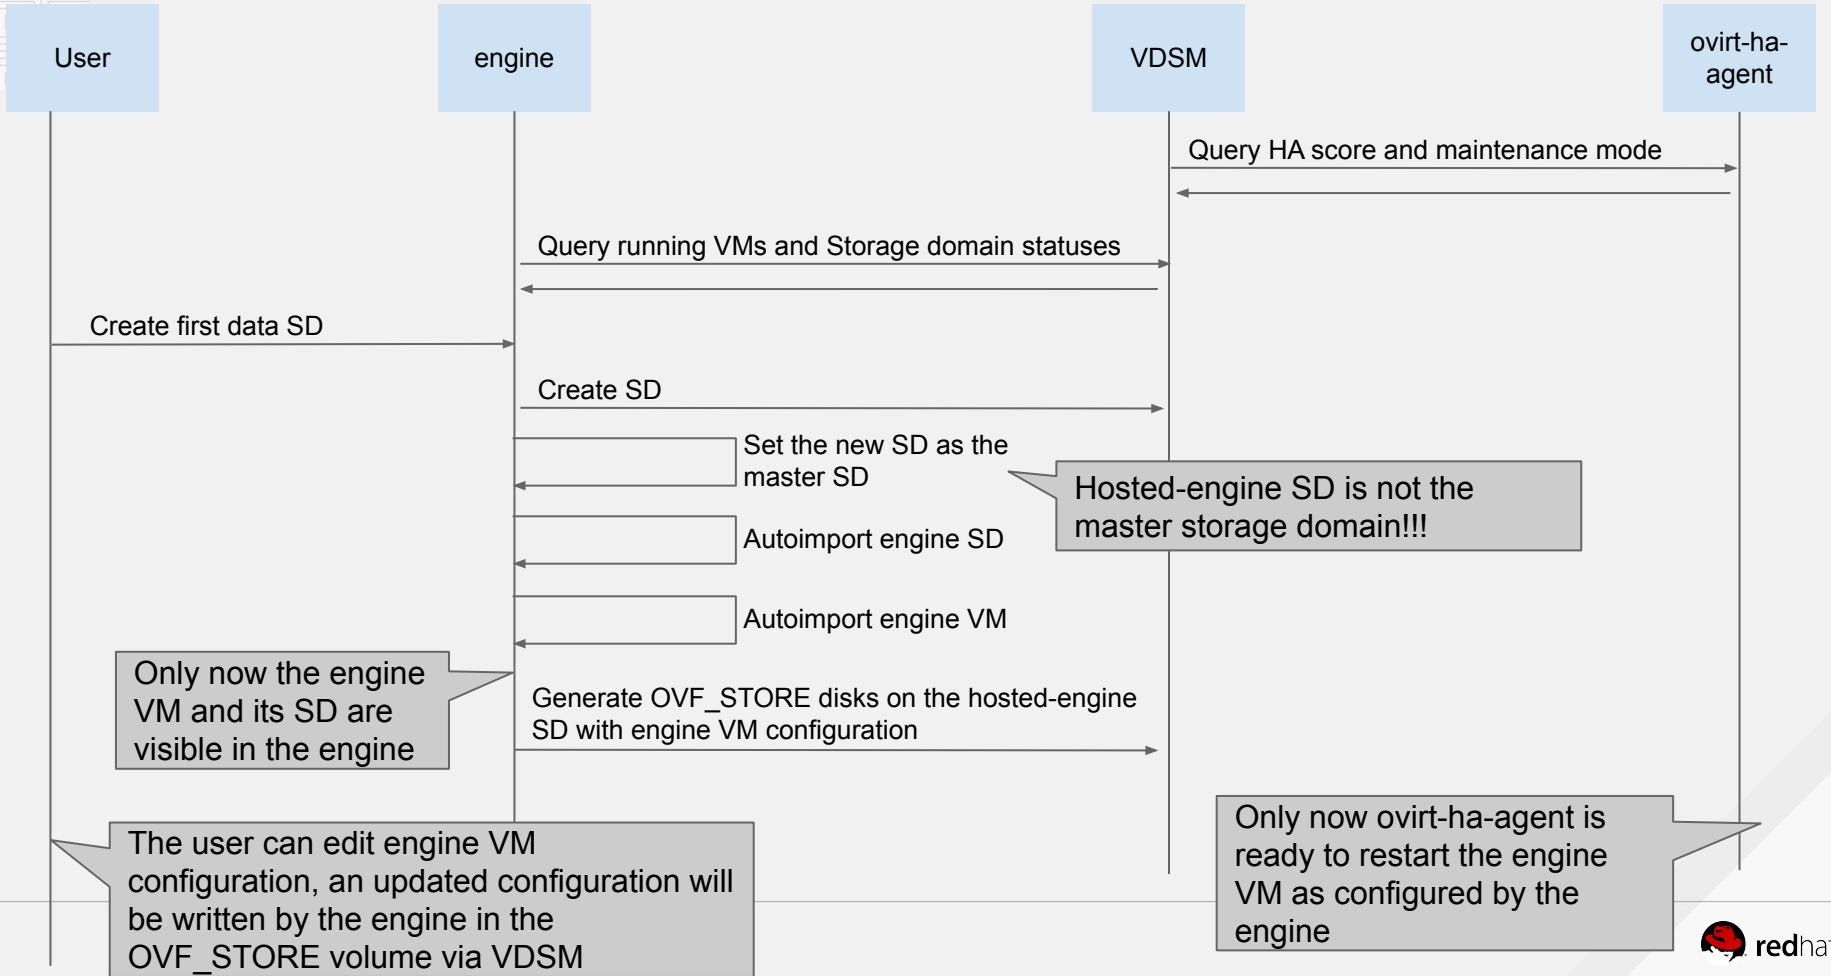 User
engine
VDSM
ovirt-ha-
agent
Query HA score and maintenance mode
Query running VMs and Storage domain statuses
Create first data SD
Create SD
Set the new SD as the
master SD
Hosted-engine SD is not the
master storage domain!!!
Autoimport engine SD
Autoimport engine VM
Only now the engine
VM and its SD are
visible in the engine
Generate OVF_STORE disks on the hosted-engine
SD with engine VM configuration
The user can edit engine VM
configuration, an updated configuration will
be written by the engine in the
OVF_STORE volume via VDSM
Only now ovirt-ha-agent is
ready to restart the engine
VM as configured by the
engine
redhat